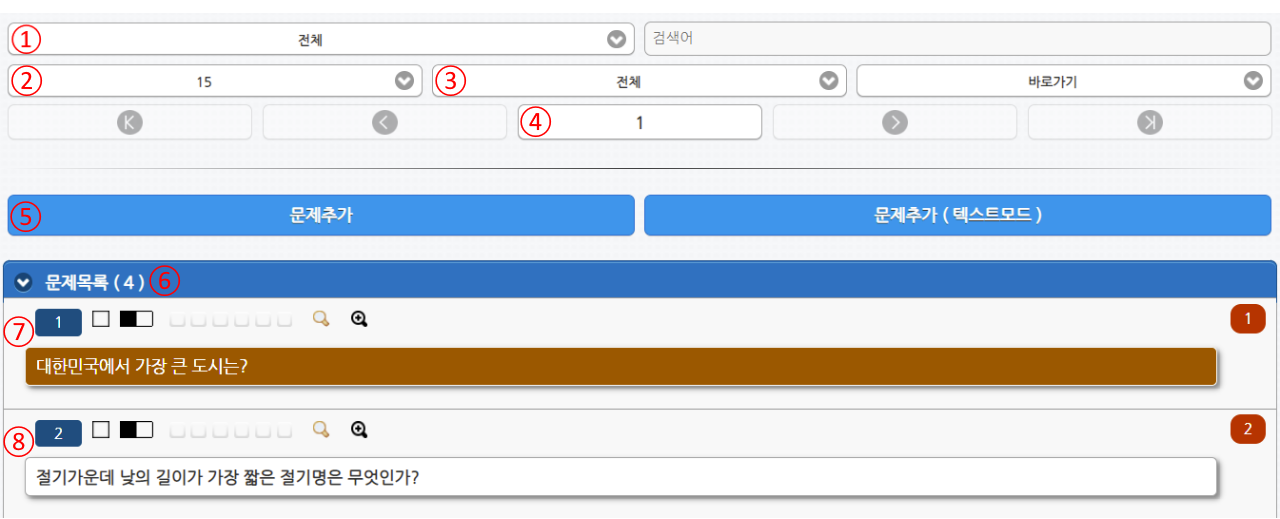 ① 전체 검색어
② 15 ③ 전체 바로가기
④ 1
⑤ 문제추가 문제추가 ( 텍스트모드 )
문제목록 ( 4 ) ⑥
⑦ 1 1
대한민국에서 가장 큰 도시는?
⑧ 2 2
절기가운데 낮의 길이가 가장 짧은 절기명은 무엇인가?